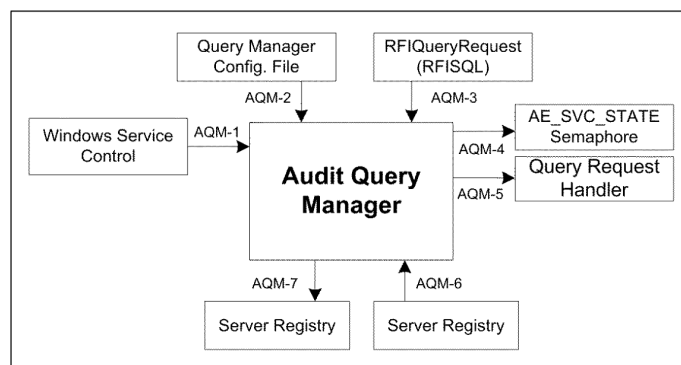 Query Manager
Config. File
RFIQueryRequest
(RFISQL)
AQM-2
AQM-3
Windows Service
Control
AQM-1
AE_SVC_STATE
Semaphore
AQM-4
Audit Query
Manager
Query Request
Handler
AQM-5
AQM-7
AQM-6
Server Registry
Server Registry